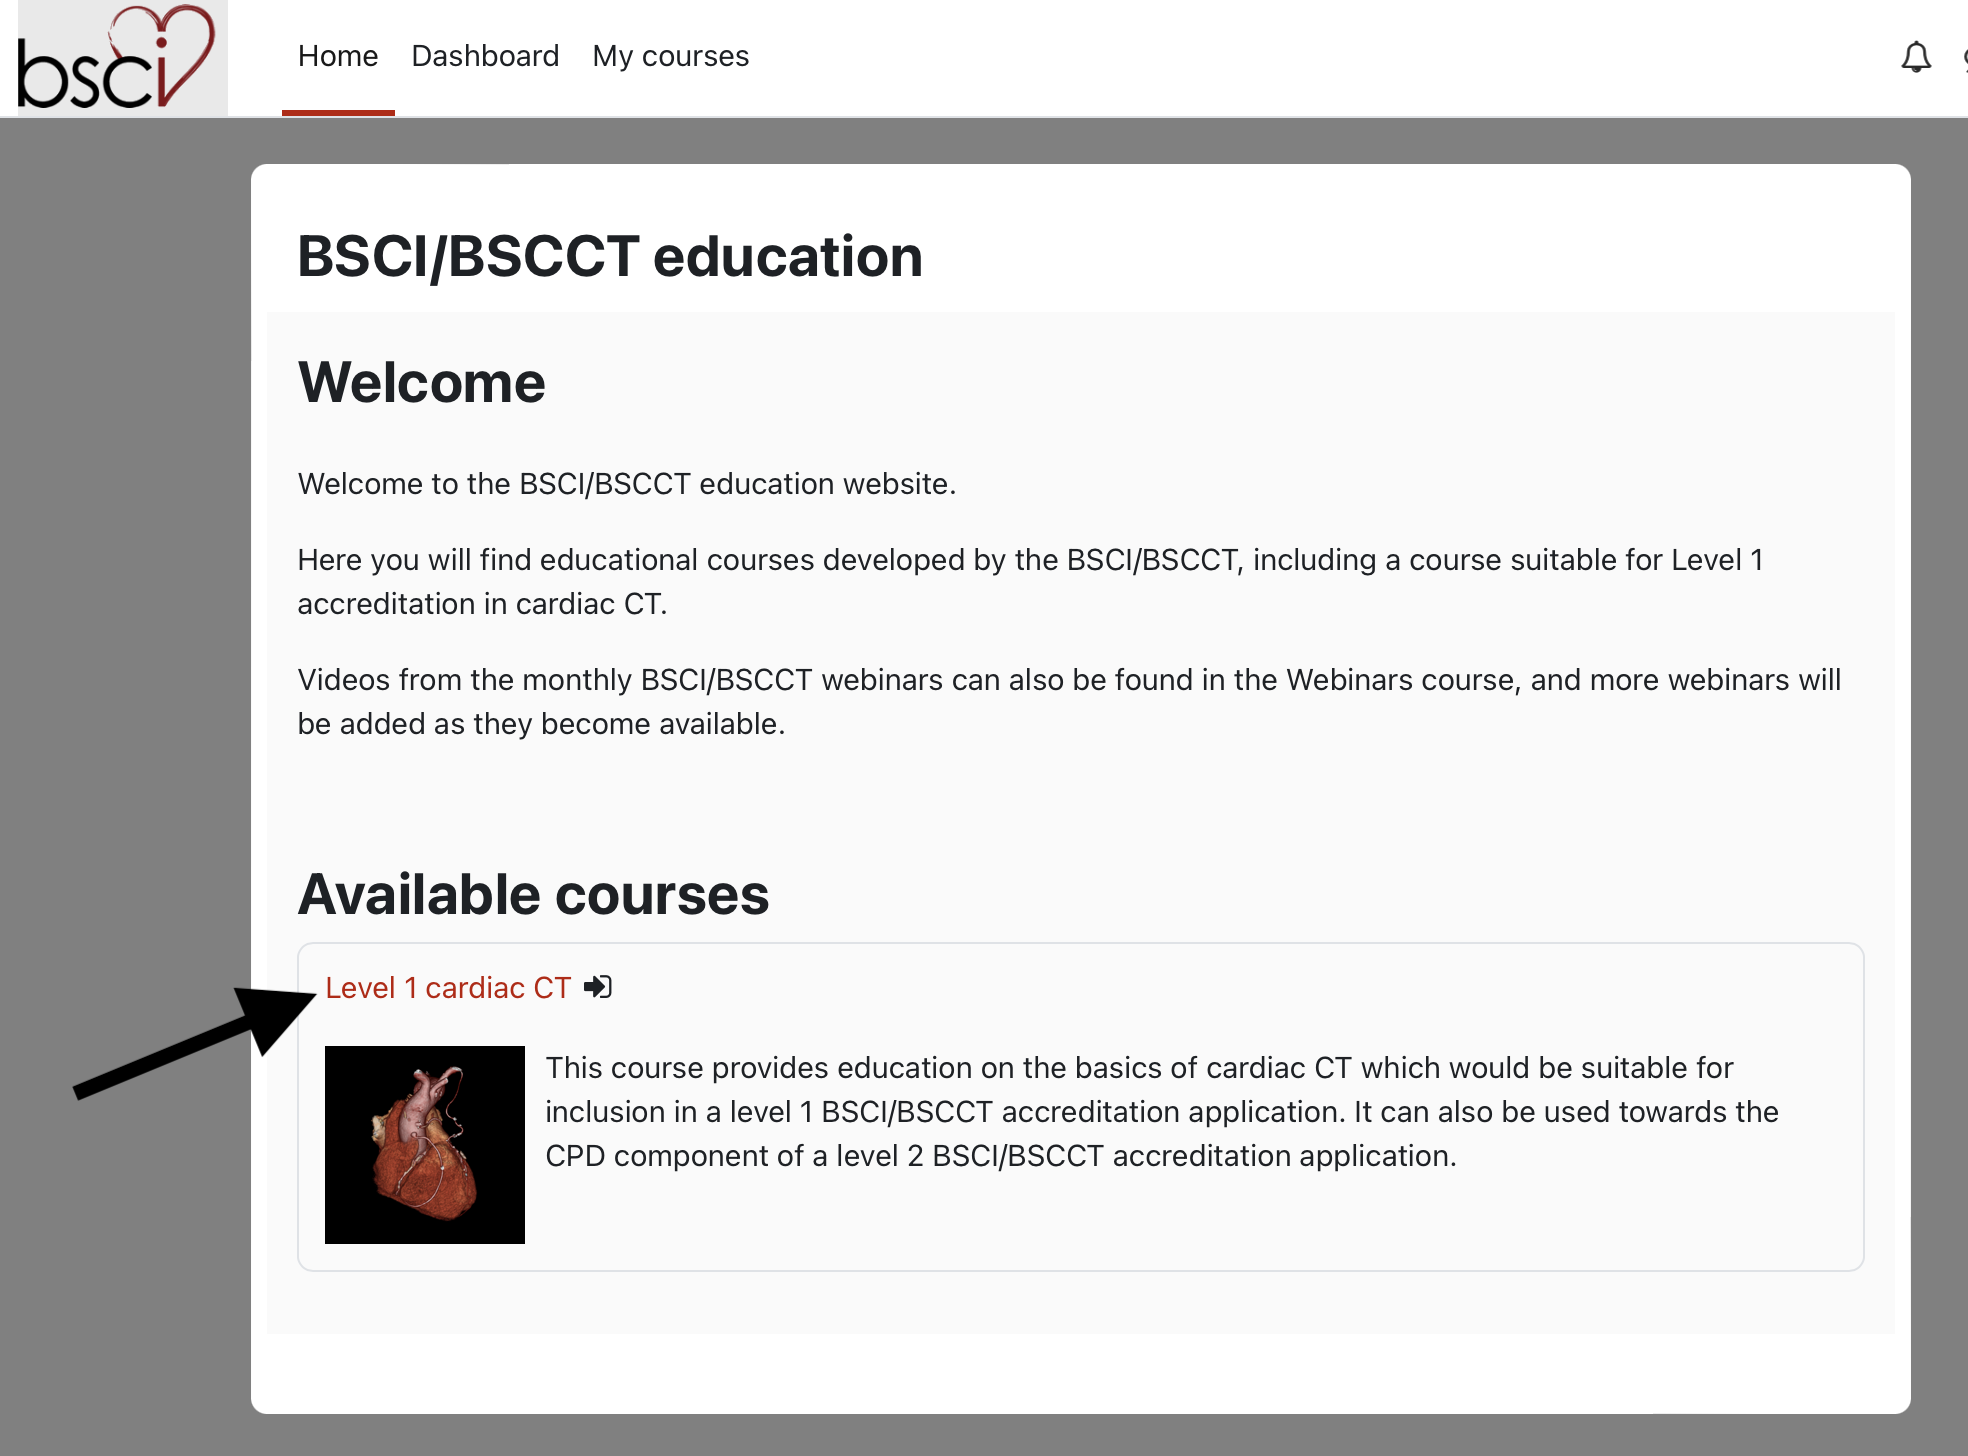 bsci
Home Dashboard My courses
BSCI/BSCCT education
Welcome
Welcome to the BSCI/BSCCT education website.
Here you will find educational courses developed by the BSCI/BSCCT, including a course suitable for Level 1
accreditation in cardiac CT.
Videos from the monthly BSCI/BSCCT webinars can also be found in the Webinars course, and more webinars will
be added as they become available.
Available courses
Level 1 cardiac CT
This course provides education on the basics of cardiac CT which would be suitable for
inclusion in a level 1 BSCI/BSCCT accreditation application. It can also be used towards the
CPD component of a level 2 BSCI/BSCCT accreditation application.